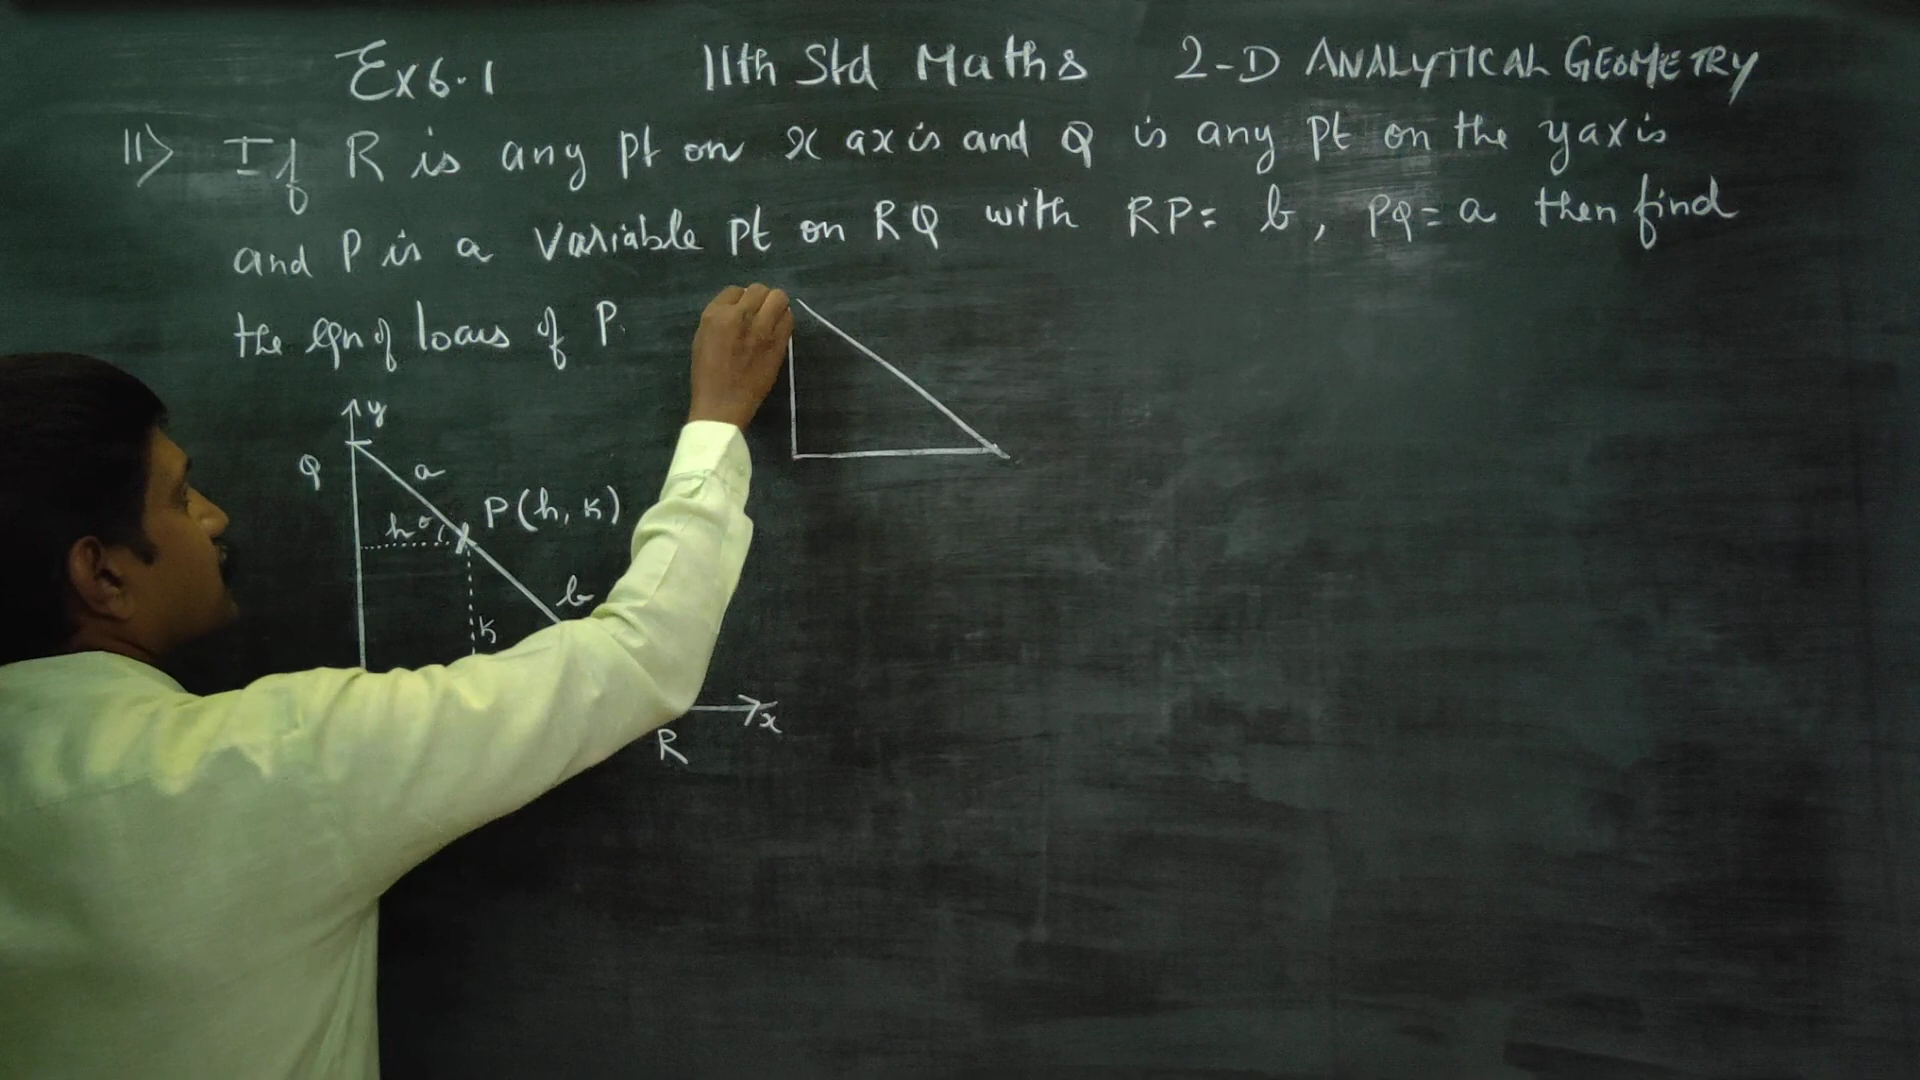 Ex 6.1 11th Std Maths 2-D ANALYTICAL GEOMETRY
11) If R is any pt on x axis and Q is any pt on the y axis
and P is a variable pt on RQ with RP = b, PQ = a then find
the eqn of locus of P.
y
Q
a
P(h, k)
h
θ
b
k
x
R